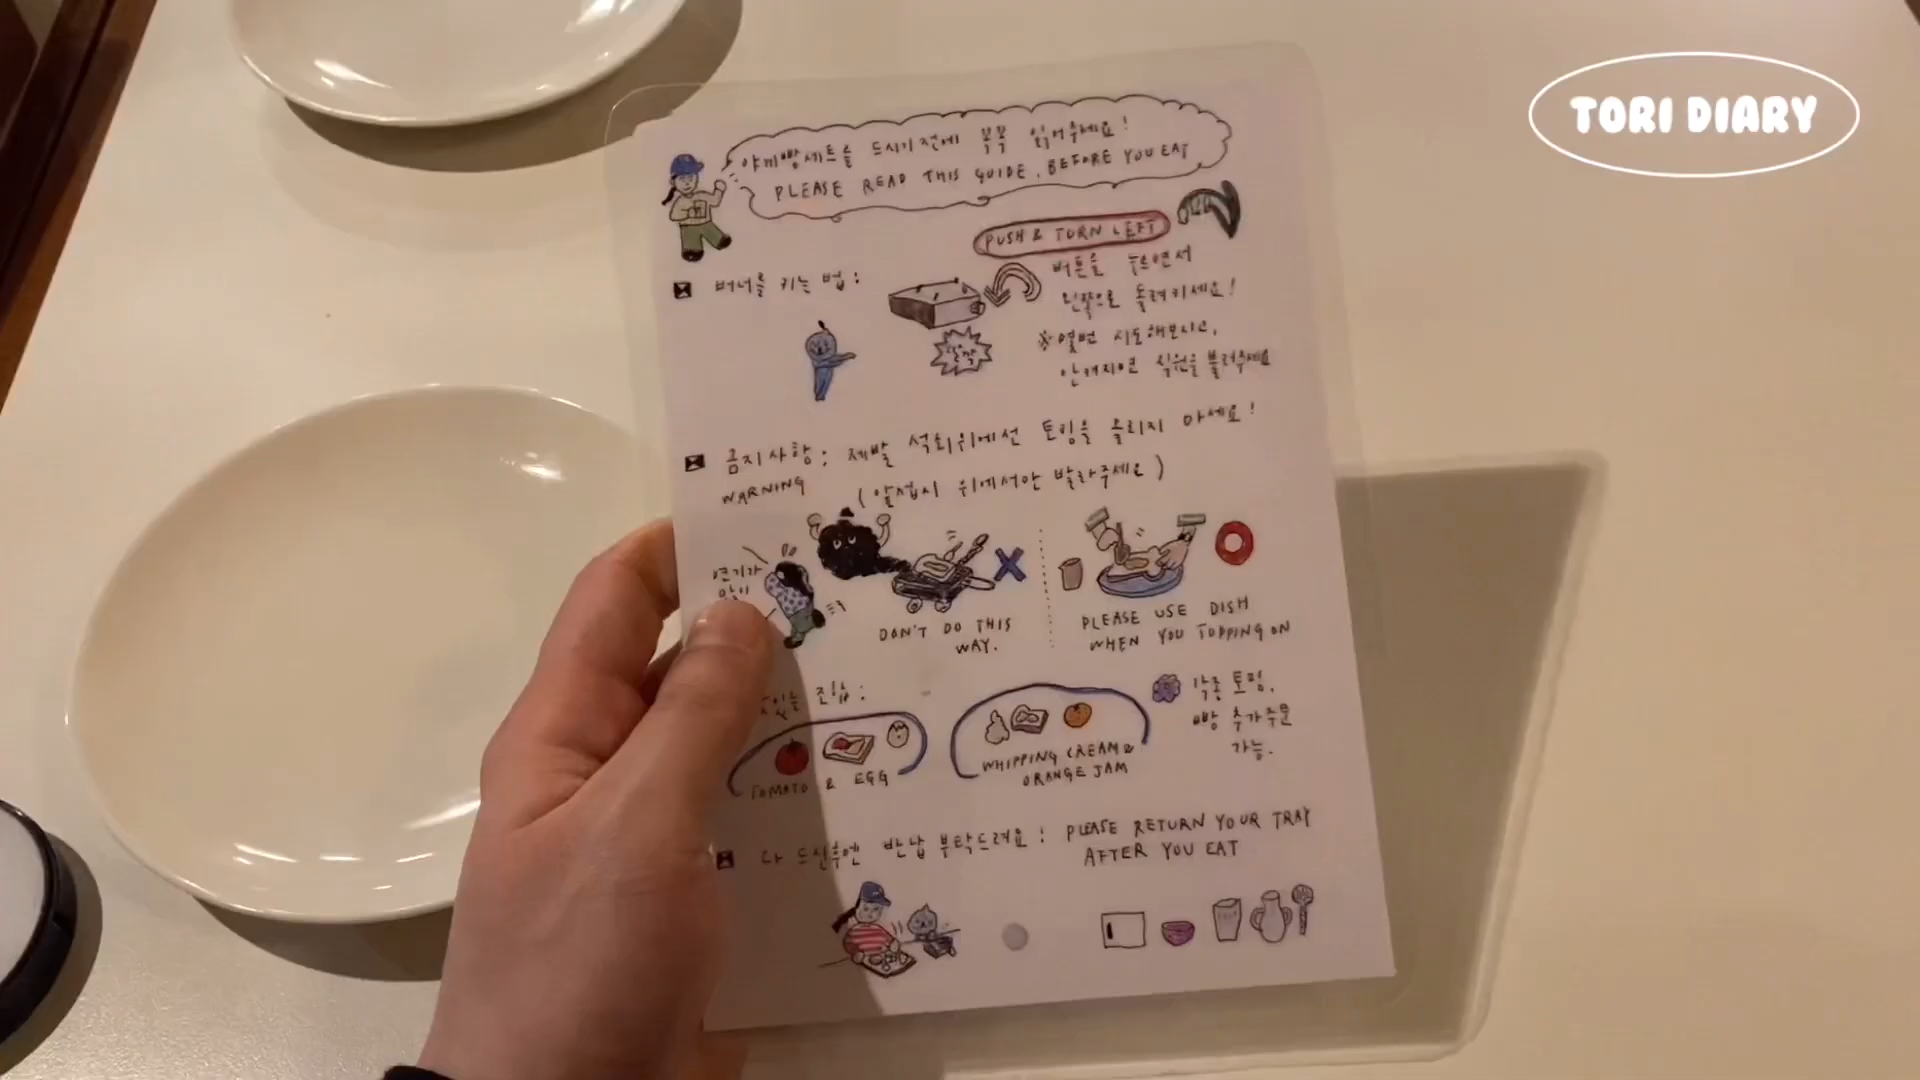 TORI DIARY
야끼빵세트를 드시기 전에 꼭꼭 읽어주세요!
PLEASE READ THIS GUIDE, BEFORE YOU EAT
PUSH & TURN LEFT
버너를 키는 법 :
버튼을 누르면서
왼쪽으로 돌려키세요!
※열번 시도해보시고,
안켜지면 직원을 불러주세요
금지사항 : 제발 석회위에선 토핑을 올리지 마세요!
WARNING
(앞접시 위에서만 발라주세요)
연기가
DON'T DO THIS
WAY.
PLEASE USE DISH
WHEN YOU TOPPING ON
조합 :
TOMATO & EGG
WHIPPING CREAM &
ORANGE JAM
각종 토핑,
빵 추가주문
가능.
다 드신후엔 반납 부탁드려요 : PLEASE RETURN YOUR TRAY
AFTER YOU EAT